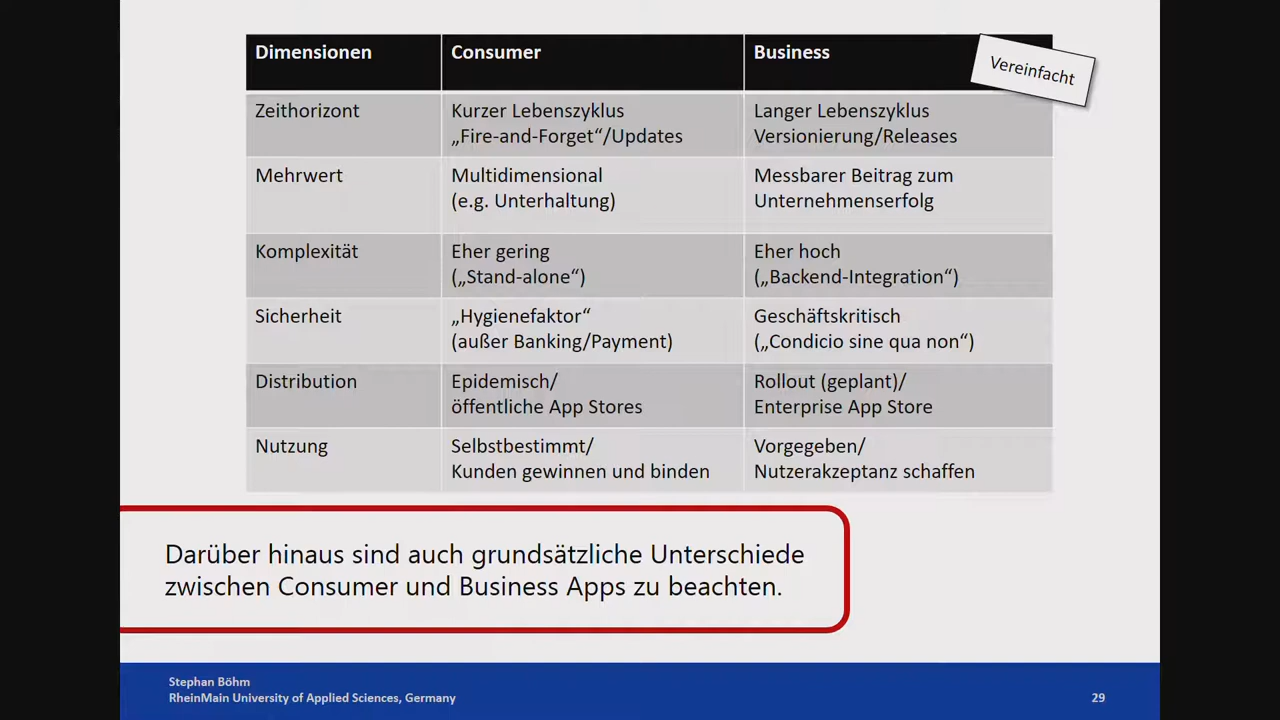 Dimensionen Consumer Business
Vereinfacht
Zeithorizont Kurzer Lebenszyklus Langer Lebenszyklus
„Fire-and-Forget“/Updates Versionierung/Releases
Mehrwert Multidimensional Messbarer Beitrag zum
(e.g. Unterhaltung) Unternehmenserfolg
Komplexität Eher gering Eher hoch
(„Stand-alone“) („Backend-Integration“)
Sicherheit „Hygienefaktor“ Geschäftskritisch
(außer Banking/Payment) („Condicio sine qua non“)
Distribution Epidemisch/ Rollout (geplant)/
öffentliche App Stores Enterprise App Store
Nutzung Selbstbestimmt/ Vorgegeben/
Kunden gewinnen und binden Nutzerakzeptanz schaffen
Darüber hinaus sind auch grundsätzliche Unterschiede
zwischen Consumer und Business Apps zu beachten.
Stephan Böhm
RheinMain University of Applied Sciences, Germany 29